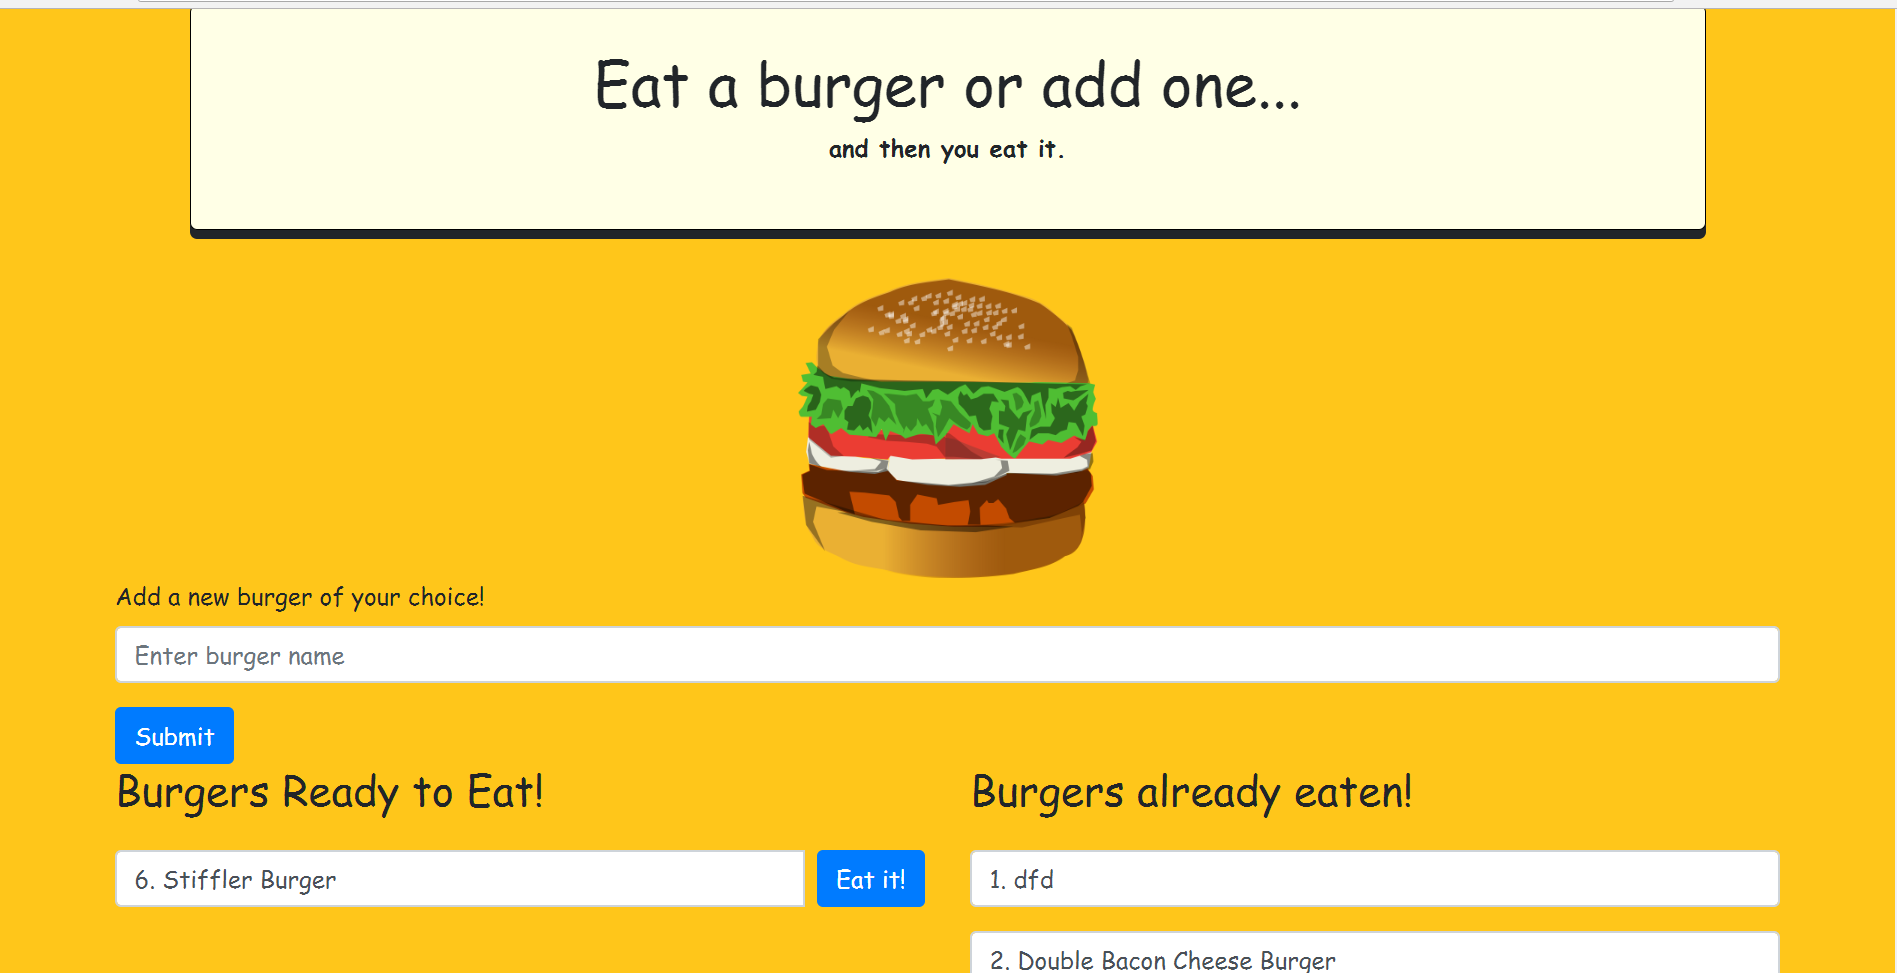 Eat a burger or add one...
and then you eat it.
Add a new burger of your choice!
Enter burger name
Submit
Burgers Ready to Eat!
6. Stiffler Burger
Eat it!
Burgers already eaten!
1. dfd
2. Double Bacon Cheese Burger